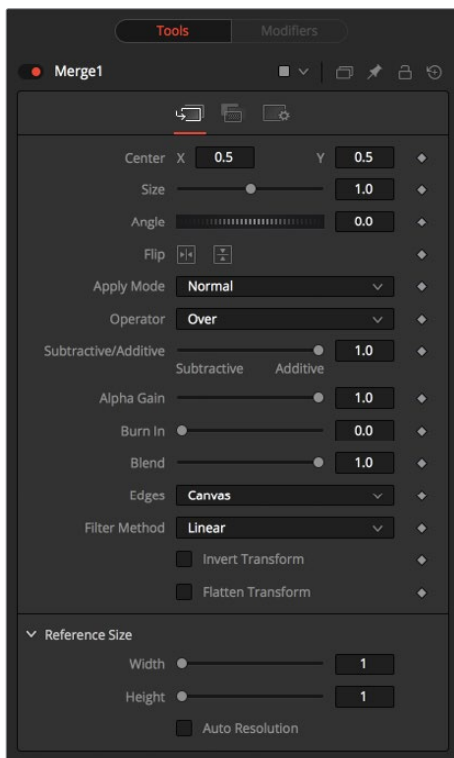 Tools Modifiers
Merge1
Center X 0.5 Y 0.5
Size 1.0
Angle 0.0
Flip
Apply Mode Normal
Operator Over
Subtractive/Additive 1.0
Subtractive Additive
Alpha Gain 1.0
Burn In 0.0
Blend 1.0
Edges Canvas
Filter Method Linear
Invert Transform
Flatten Transform
Reference Size
Width 1
Height 1
Auto Resolution